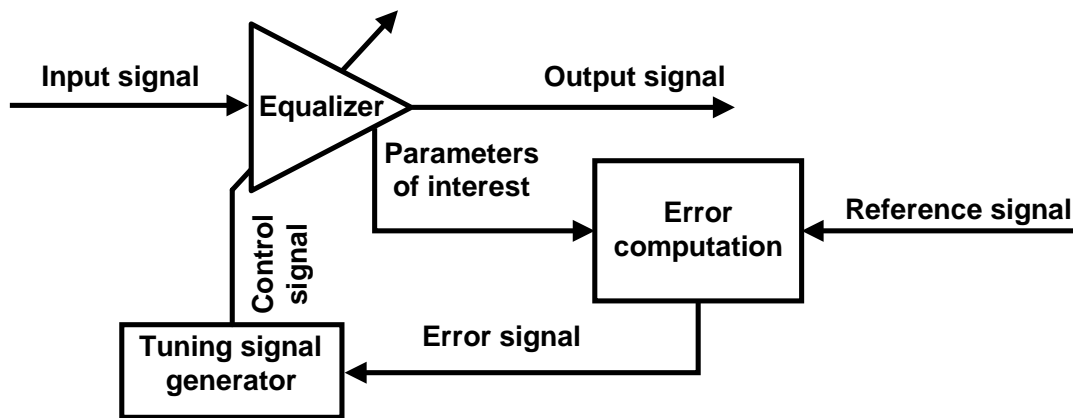 Input signal
Equalizer
Output signal
Parameters
of interest
Error
computation
Reference signal
Control
signal
Error signal
Tuning signal
generator